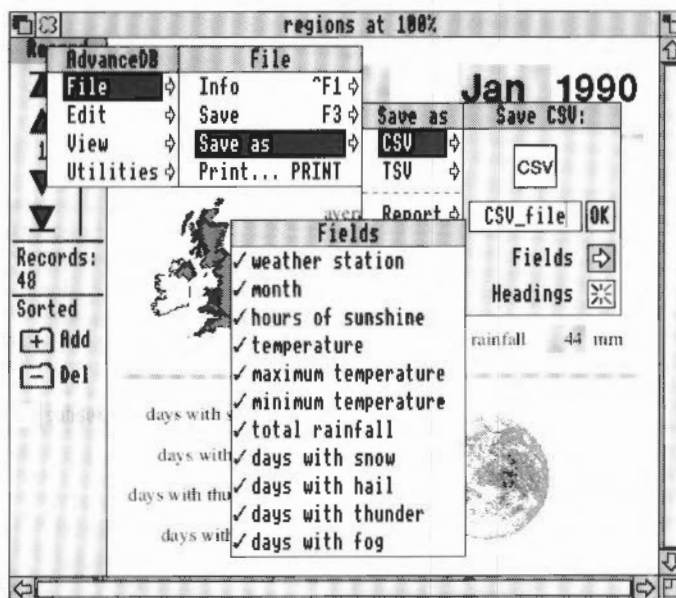 regions at 100%
AdvanceDB
File
Edit
View
Utilities
File
Info ^F1
Save F3
Save as
Print... PRINT
Save as
CSV
TSV
Report
Save CSV:
CSV
CSV_file OK
Fields
Headings
Jan 1990
Records:
48
Sorted
Add
Del
Fields
weather station
month
hours of sunshine
temperature
maximum temperature
minimum temperature
total rainfall
days with snow
days with hail
days with thunder
days with fog
rainfall 44 mm
days with s
days with
days with thu
days with